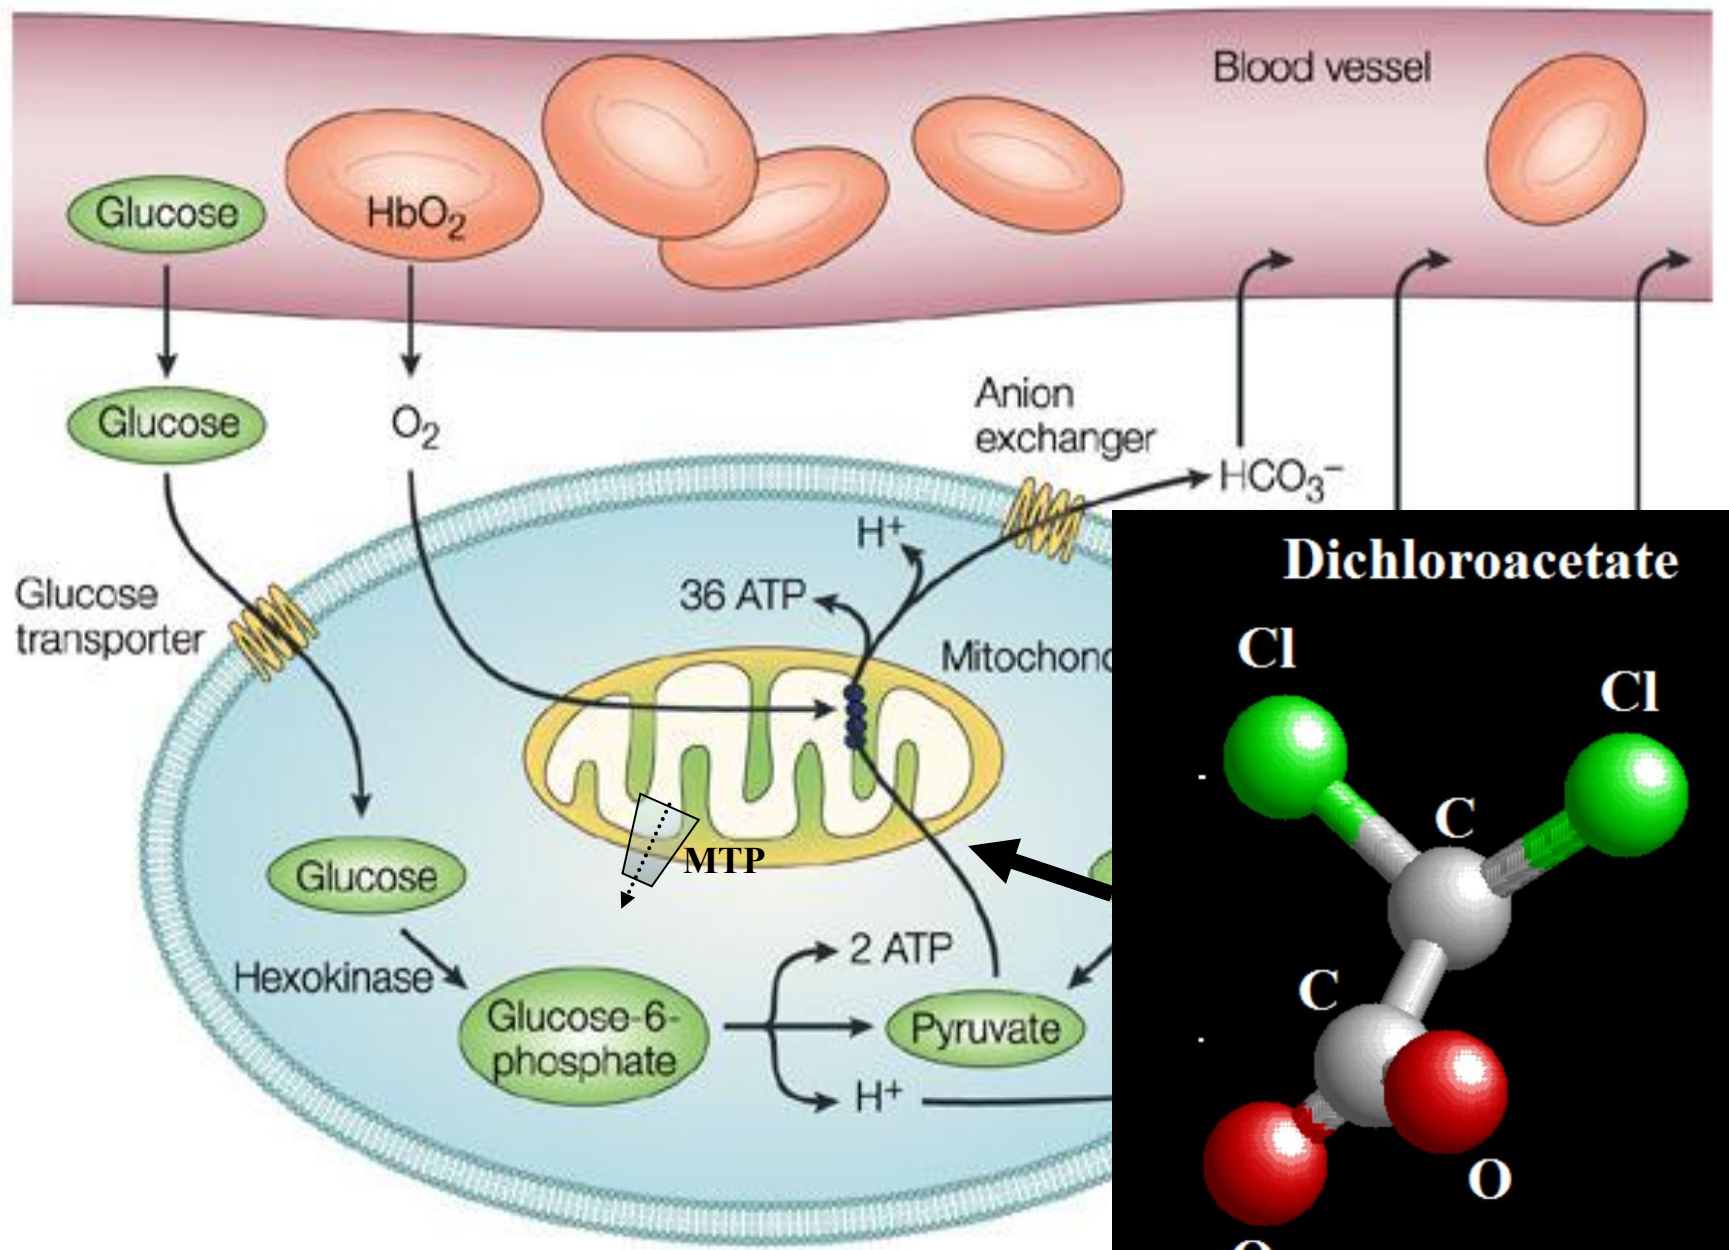 Blood vessel
Glucose
HbO₂
Glucose
O₂
Anion
exchanger
HCO₃⁻
H⁺
36 ATP
Glucose
transporter
Mitochond
MTP
Glucose
Hexokinase
Glucose-6-
phosphate
2 ATP
Pyruvate
H⁺
Dichloroacetate
Cl
Cl
C
C
O
O